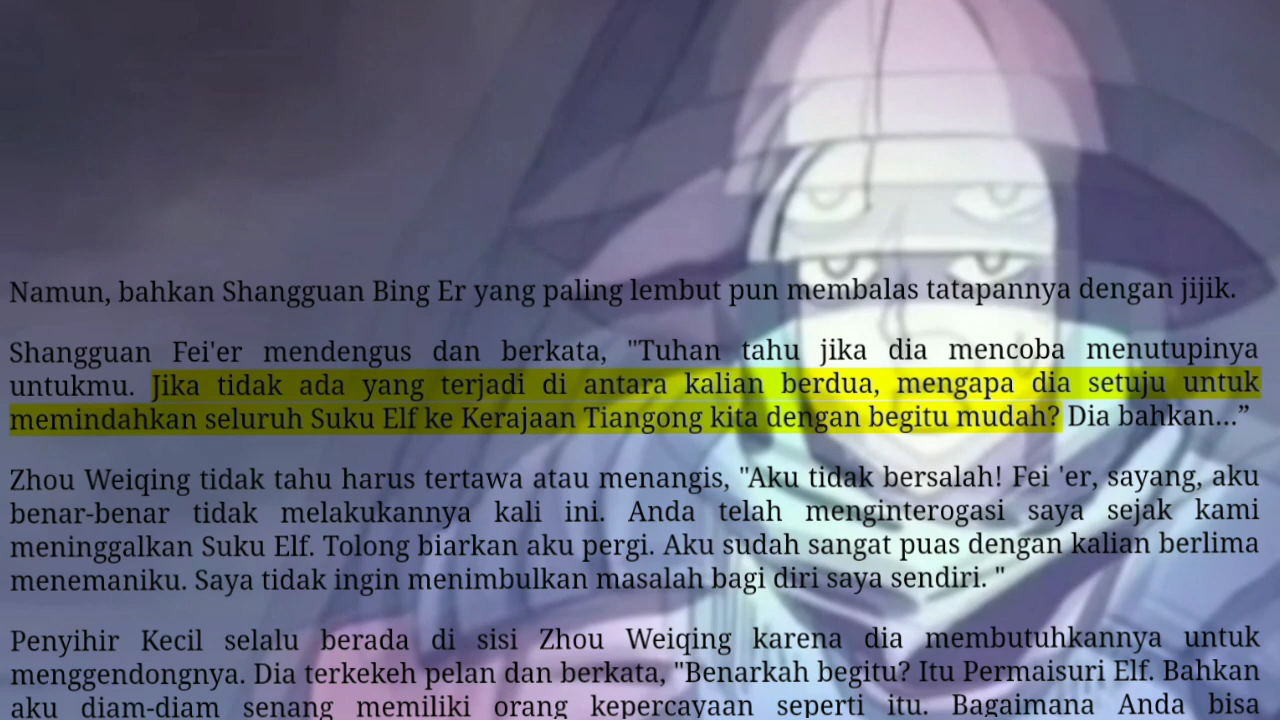 Namun, bahkan Shangguan Bing Er yang paling lembut pun membalas tatapannya dengan jijik.
Shangguan Fei'er mendengus dan berkata, "Tuhan tahu jika dia mencoba menutupinya
untukmu. Jika tidak ada yang terjadi di antara kalian berdua, mengapa dia setuju untuk
memindahkan seluruh Suku Elf ke Kerajaan Tiangong kita dengan begitu mudah? Dia bahkan...”
Zhou Weiqing tidak tahu harus tertawa atau menangis, "Aku tidak bersalah! Fei 'er, sayang, aku
benar-benar tidak melakukannya kali ini. Anda telah menginterogasi saya sejak kami
meninggalkan Suku Elf. Tolong biarkan aku pergi. Aku sudah sangat puas dengan kalian berlima
menemaniku. Saya tidak ingin menimbulkan masalah bagi diri saya sendiri. "
Penyihir Kecil selalu berada di sisi Zhou Weiqing karena dia membutuhkannya untuk
menggendongnya. Dia terkekeh pelan dan berkata, "Benarkah begitu? Itu Permaisuri Elf. Bahkan
aku diam-diam senang memiliki orang kepercayaan seperti itu. Bagaimana Anda bisa